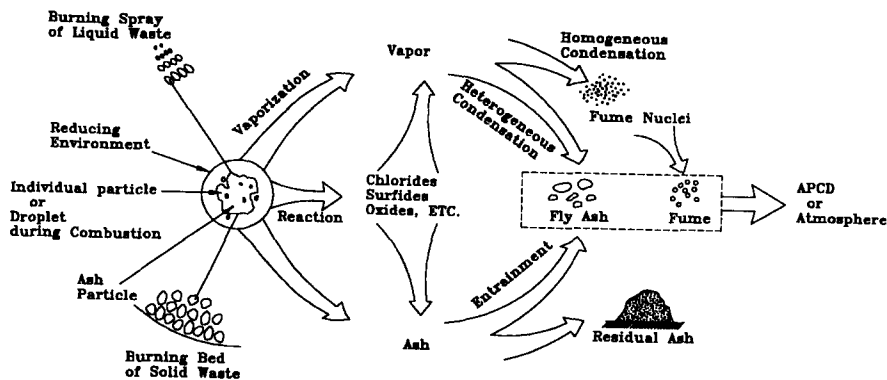 Burning Spray
of Liquid Waste
Reducing
Environment
Individual particle
or
Droplet
during Combustion
Ash
Particle
Burning Bed
of Solid Waste
Vaporization
Reaction
Vapor
Chlorides
Surfides
Oxides, ETC.
Ash
Homogeneous
Condensation
Heterogeneous
Condensation
Fume Nuclei
Fly Ash
Fume
Entrainment
Residual Ash
APCD
or
Atmosphere